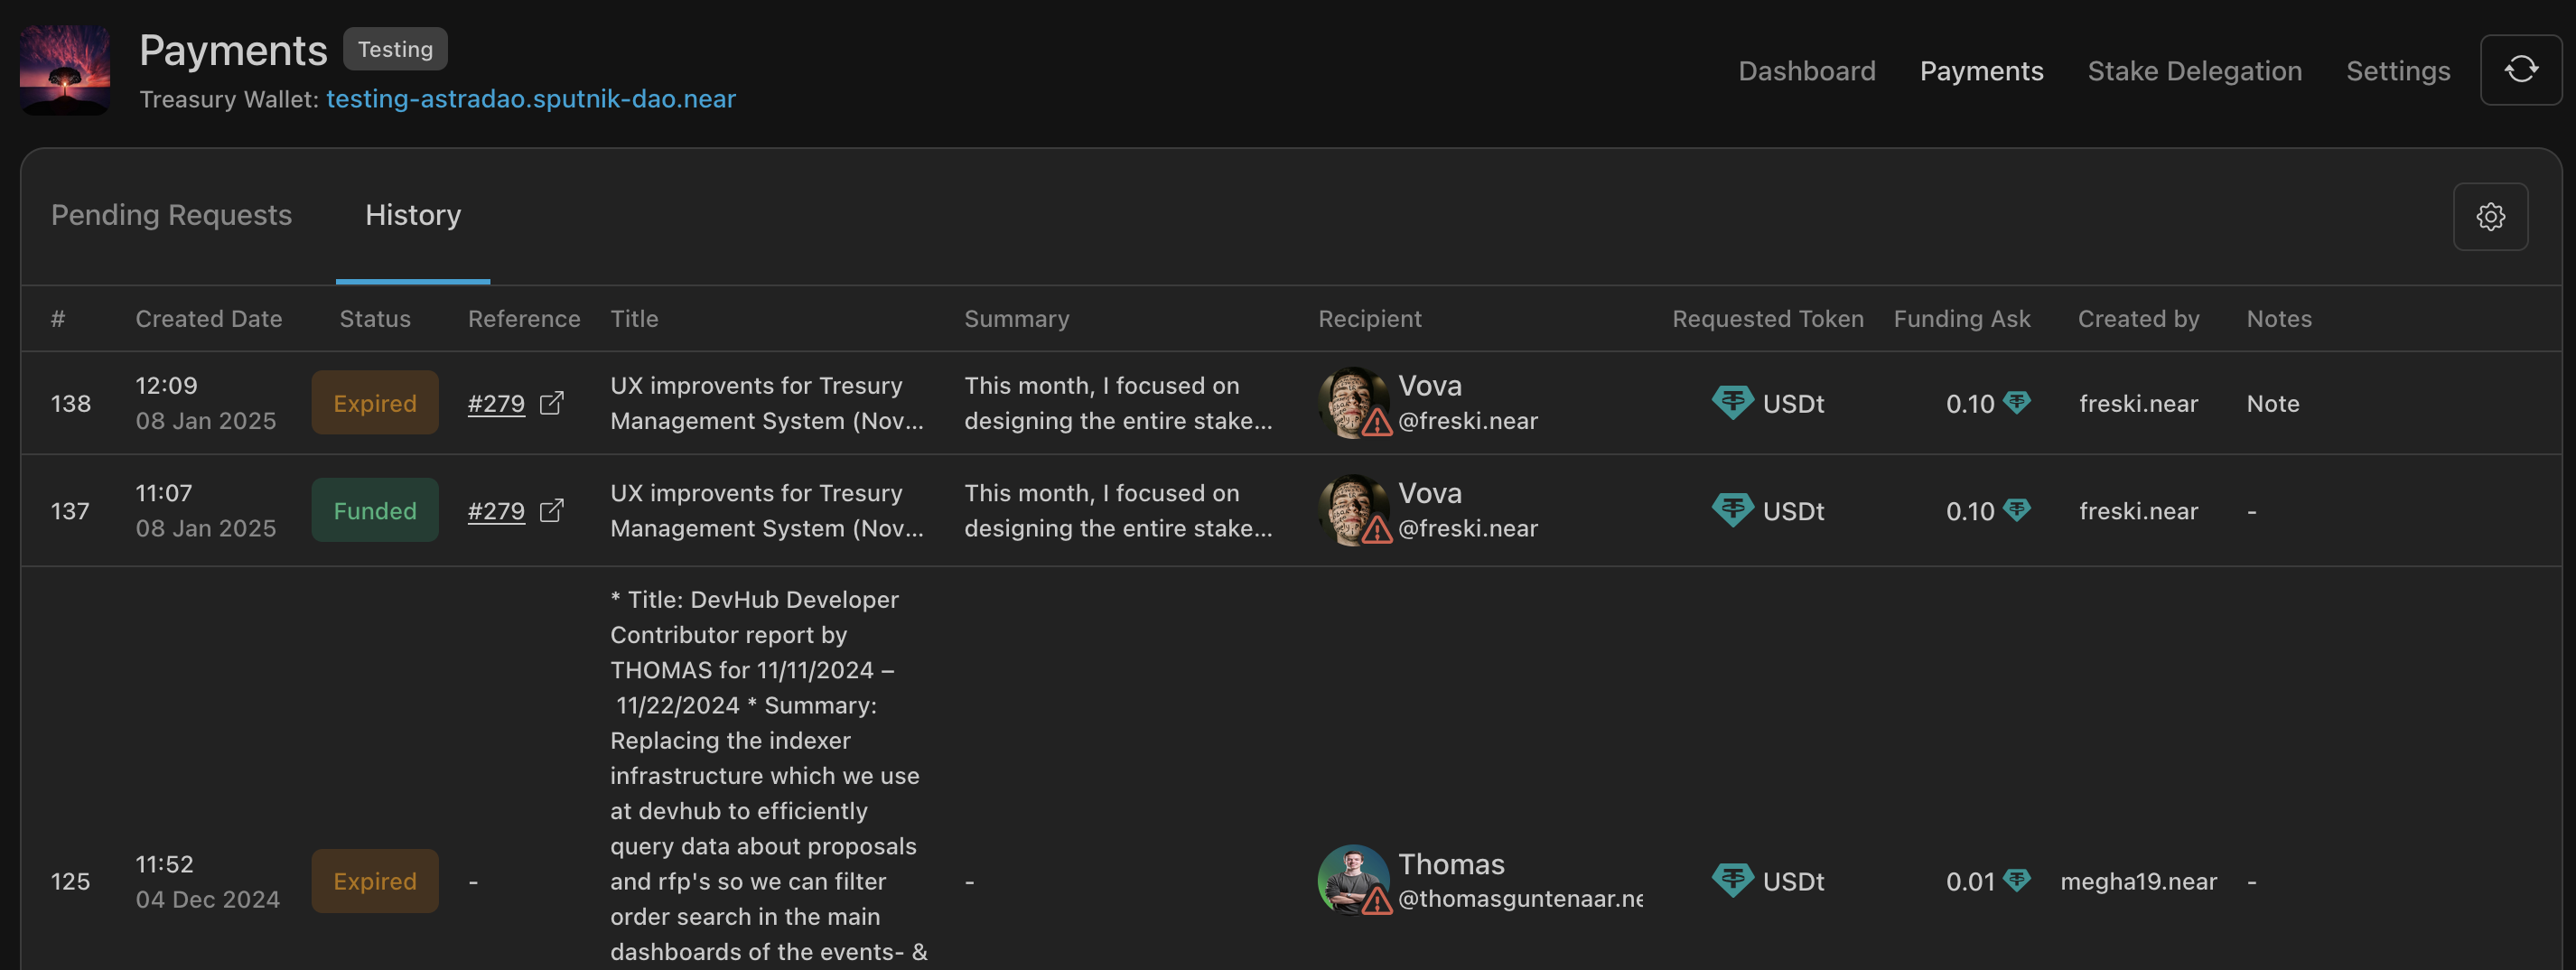 Payments Testing
Treasury Wallet: testing-astradao.sputnik-dao.near
Dashboard Payments Stake Delegation Settings
Pending Requests History
# Created Date Status Reference Title Summary Recipient Requested Token Funding Ask Created by Notes
138
12:09
08 Jan 2025
Expired
#279
UX improvents for Tresury
Management System (Nov...
This month, I focused on
designing the entire stake...
Vova
@freski.near
USDt
0.10
freski.near
Note
137
11:07
08 Jan 2025
Funded
#279
UX improvents for Tresury
Management System (Nov...
This month, I focused on
designing the entire stake...
Vova
@freski.near
USDt
0.10
freski.near
-
125
11:52
04 Dec 2024
Expired
-
* Title: DevHub Developer
Contributor report by
THOMAS for 11/11/2024 –
11/22/2024 * Summary:
Replacing the indexer
infrastructure which we use
at devhub to efficiently
query data about proposals
and rfp's so we can filter
order search in the main
dashboards of the events- &
-
Thomas
@thomasguntenaar.ne
USDt
0.01
megha19.near
-